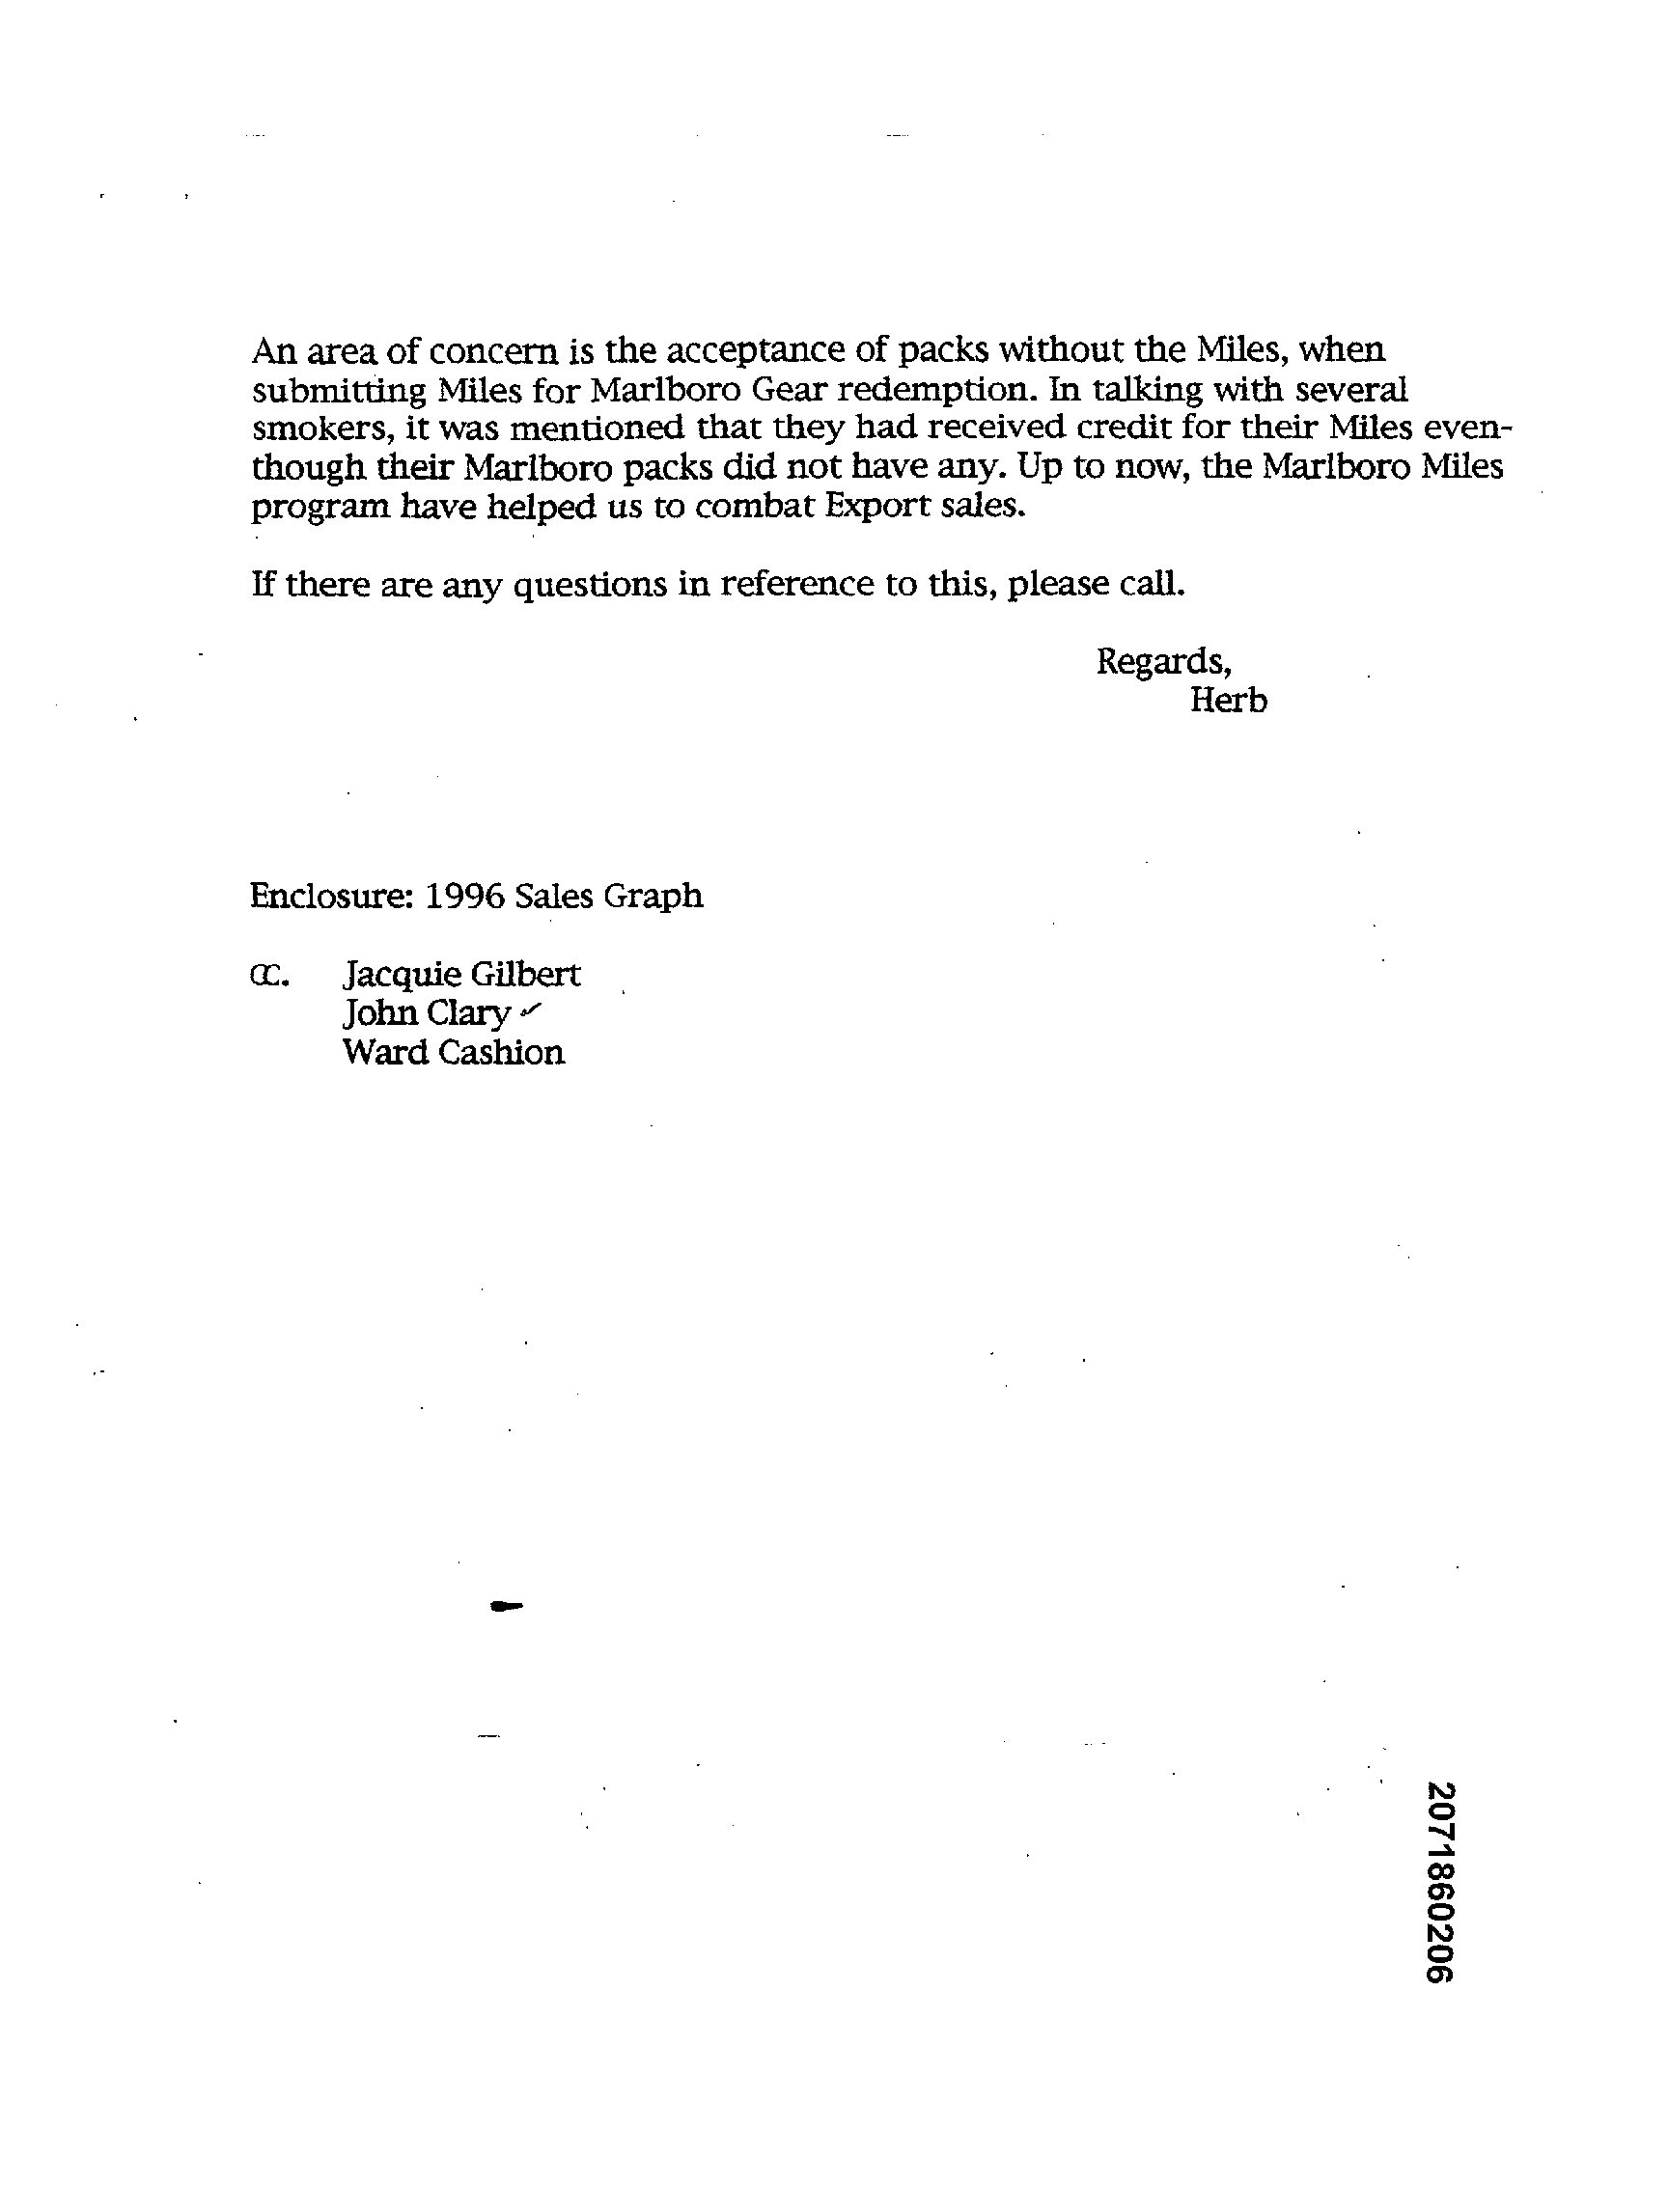 An area of concern is the acceptance of packs without the Miles, when
submitting Miles for Marlboro Gear redemption. In talking with several
smokers, it was mentioned that they had received credit for their Miles even-
though their Marlboro packs did not have any. Up to now, the Marlboro Miles
program have helped us to combat Export sales.
If there are any questions in reference to this, please call.
Regards,
Herb
Enclosure: 1996 Sales Graph
cc. Jacquie Gilbert
John Clary ✓
Ward Cashion
2071860206